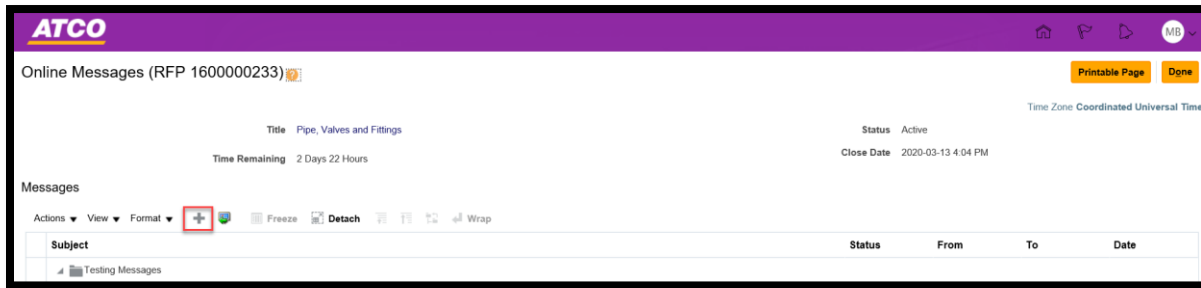 ATCO
MB
Online Messages (RFP 1600000233)
Printable Page Done
Time Zone Coordinated Universal Time
Title Pipe, Valves and Fittings Status Active
Time Remaining 2 Days 22 Hours Close Date 2020-03-13 4:04 PM
Messages
Actions View Format Freeze Detach Wrap
Subject Status From To Date
Testing Messages